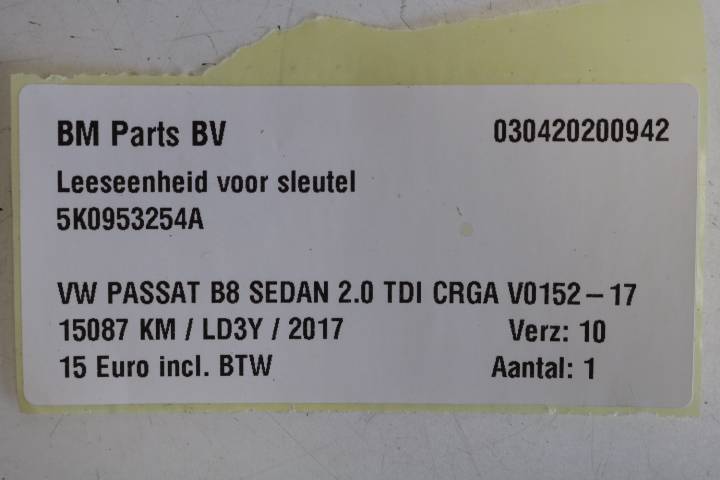 BM Parts BV 030420200942
Leeseenheid voor sleutel
5K0953254A
VW PASSAT B8 SEDAN 2.0 TDI CRGA V0152-17
15087 KM / LD3Y / 2017 Verz: 10
15 Euro incl. BTW Aantal: 1